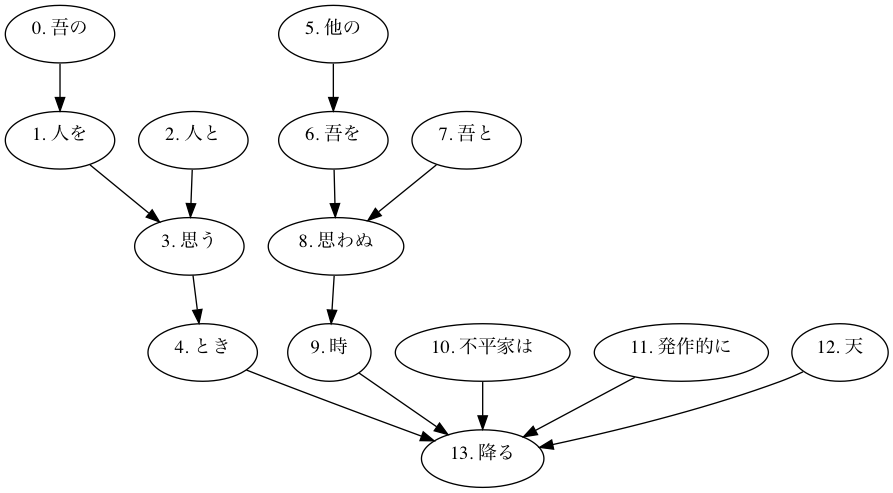 0. 吾の
5. 他の
1. 人を
2. 人と
6. 吾を
7. 吾と
3. 思う
8. 思わぬ
4. とき
9. 時
10. 不平家は
11. 発作的に
12. 天
13. 降る